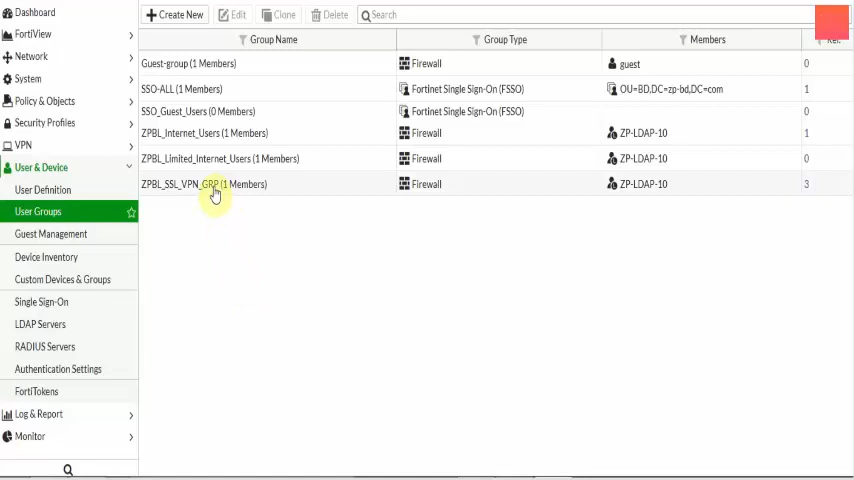 Dashboard
FortiView
Network
System
Policy & Objects
Security Profiles
VPN
User & Device
User Definition
User Groups
Guest Management
Device Inventory
Custom Devices & Groups
Single Sign-On
LDAP Servers
RADIUS Servers
Authentication Settings
FortiTokens
Log & Report
Monitor
Create New Edit Clone Delete Search
Group Name Group Type Members Ref.
Guest-group (1 Members) Firewall guest 0
SSO-ALL (1 Members) Fortinet Single Sign-On (FSSO) OU=BD,DC=zp-bd,DC=com 1
SSO_Guest_Users (0 Members) Fortinet Single Sign-On (FSSO) 0
ZPBL_Internet_Users (1 Members) Firewall ZP-LDAP-10 1
ZPBL_Limited_Internet_Users (1 Members) Firewall ZP-LDAP-10 0
ZPBL_SSL_VPN_GRP (1 Members) Firewall ZP-LDAP-10 3